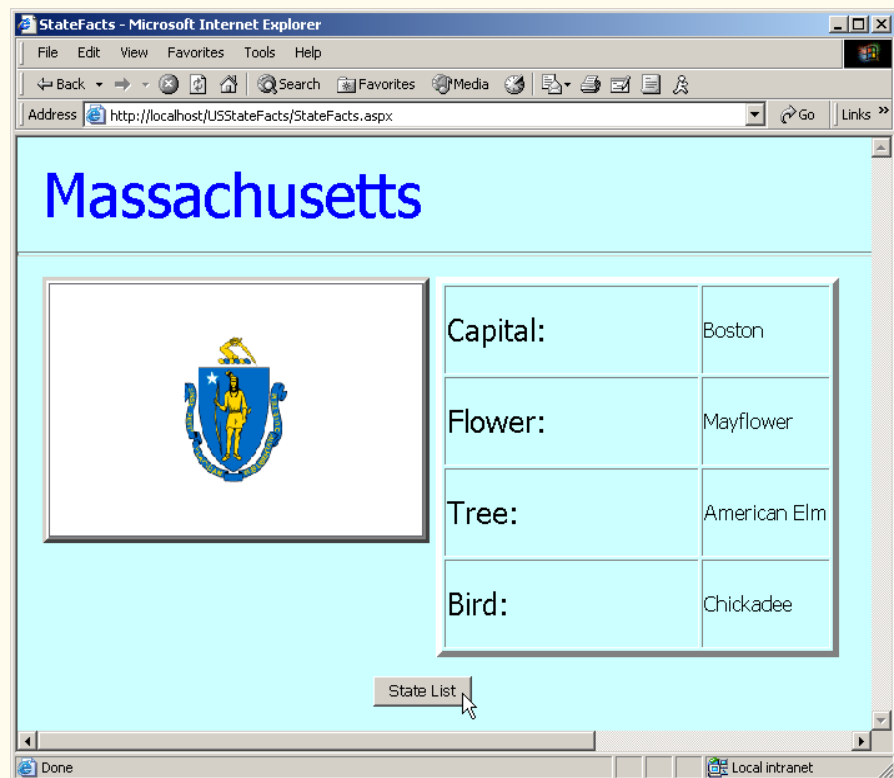 StateFacts - Microsoft Internet Explorer
File Edit View Favorites Tools Help
Back Search Favorites Media
Address http://localhost/USStateFacts/StateFacts.aspx Go Links »
Massachusetts
Capital: Boston
Flower: Mayflower
Tree: American Elm
Bird: Chickadee
State List
Done Local intranet